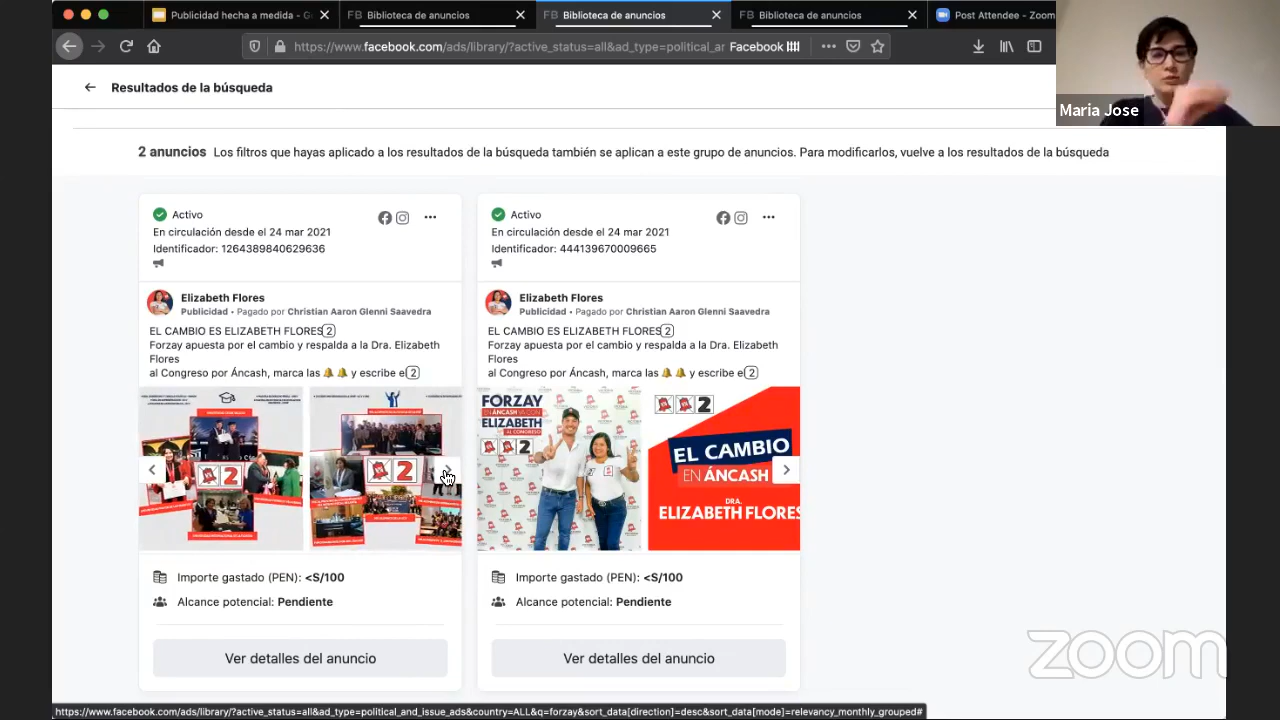 Publicidad hecha a medida - G
Biblioteca de anuncios
Biblioteca de anuncios
Biblioteca de anuncios
Post Attendee - Zoom
https://www.facebook.com/ads/library/?active_status=all&ad_type=political_ar
Facebook
Maria Jose
Resultados de la búsqueda
2 anuncios Los filtros que hayas aplicado a los resultados de la búsqueda también se aplican a este grupo de anuncios. Para modificarlos, vuelve a los resultados de la búsqueda
Activo
En circulación desde el 24 mar 2021
Identificador: 1264389840629636
Elizabeth Flores
Publicidad • Pagado por Christian Aaron Glenni Saavedra
EL CAMBIO ES ELIZABETH FLORES2
Forzay apuesta por el cambio y respalda a la Dra. Elizabeth
Flores
al Congreso por Áncash, marca las 🔔 🔔 y escribe e2
2
2
Importe gastado (PEN): <S/100
Alcance potencial: Pendiente
Ver detalles del anuncio
Activo
En circulación desde el 24 mar 2021
Identificador: 444139670009665
Elizabeth Flores
Publicidad • Pagado por Christian Aaron Glenni Saavedra
EL CAMBIO ES ELIZABETH FLORES2
Forzay apuesta por el cambio y respalda a la Dra. Elizabeth
Flores
al Congreso por Áncash, marca las 🔔 🔔 y escribe e2
FORZAY
EN ÁNCASH VA CON
ELIZABETH
AL CONGRESO
2
2
EL CAMBIO
EN ÁNCASH
DRA.
ELIZABETH FLORES
Importe gastado (PEN): <S/100
Alcance potencial: Pendiente
Ver detalles del anuncio
zoom
https://www.facebook.com/ads/library/?active_status=all&ad_type=political_and_issue_ads&country=ALL&q=forzay&sort_data[direction]=desc&sort_data[mode]=relevancy_monthly_grouped#